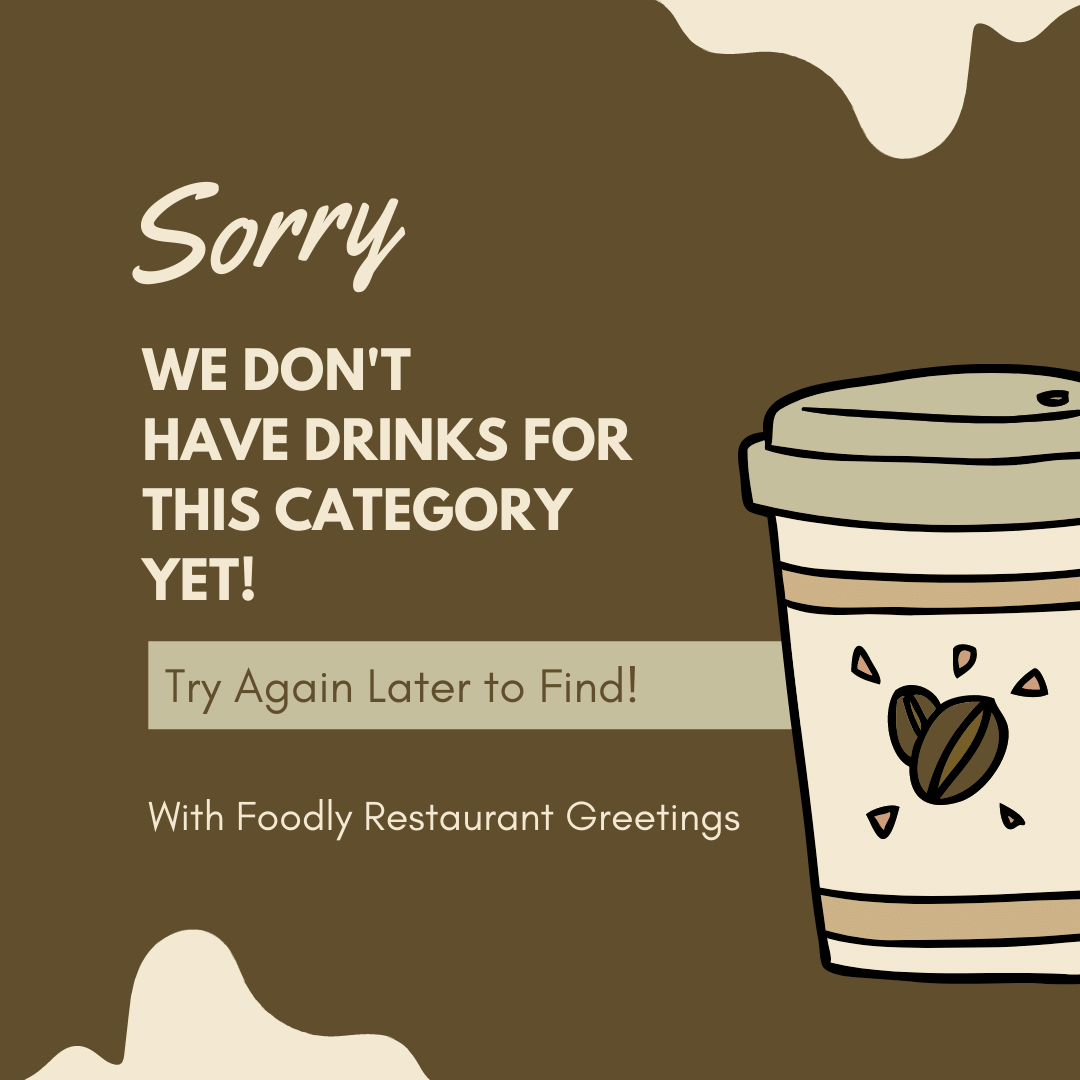 Sorry
WE DON'T
HAVE DRINKS FOR
THIS CATEGORY
YET!
Try Again Later to Find!
With Foodly Restaurant Greetings